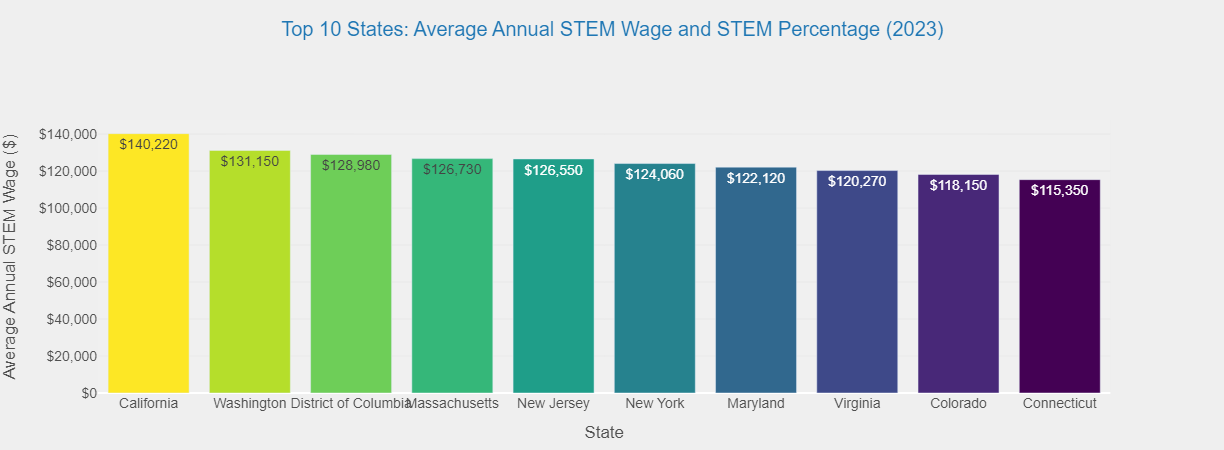 Top 10 States: Average Annual STEM Wage and STEM Percentage (2023)
Average Annual STEM Wage ($)
$140,000
$120,000
$100,000
$80,000
$60,000
$40,000
$20,000
$0
$140,220
$131,150
$128,980
$126,730
$126,550
$124,060
$122,120
$120,270
$118,150
$115,350
California
Washington
District of Columbia
Massachusetts
New Jersey
New York
Maryland
Virginia
Colorado
Connecticut
State